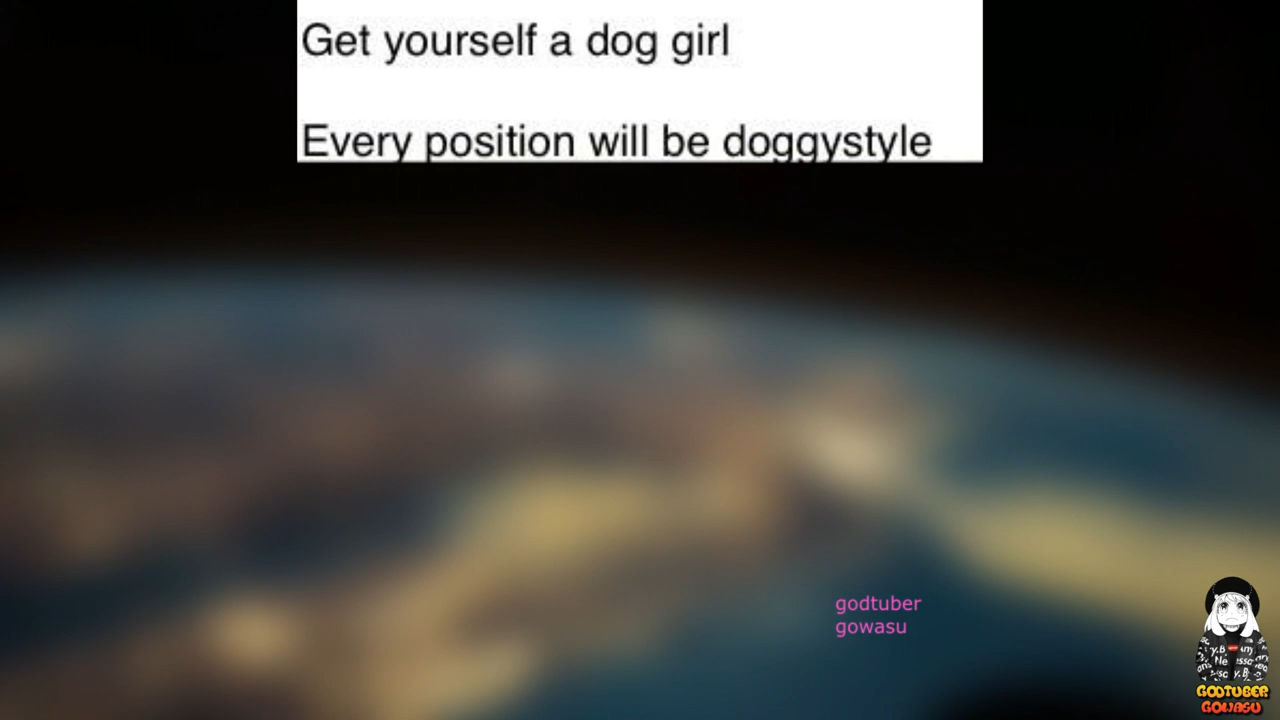 Get yourself a dog girl
Every position will be doggystyle
godtuber
gowasu
GODTUBER
GOWASU